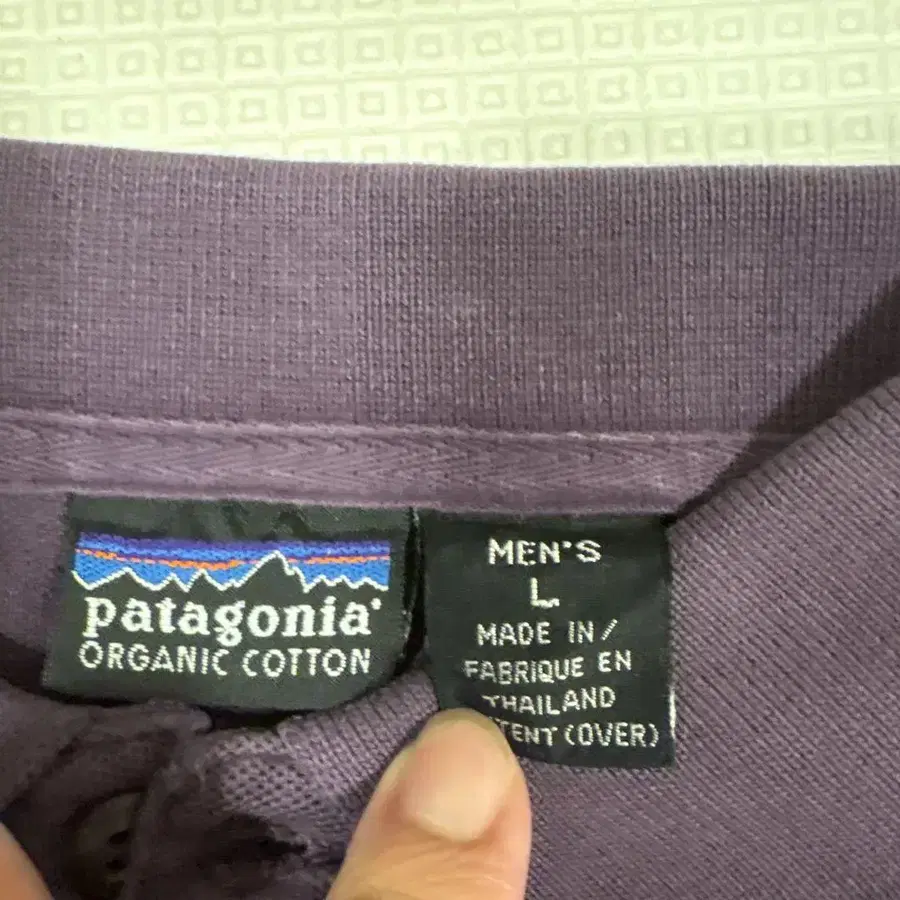 patagonia®
ORGANIC COTTON
MEN'S
L
MADE IN/
FABRIQUE EN
THAILAND
(OVER)